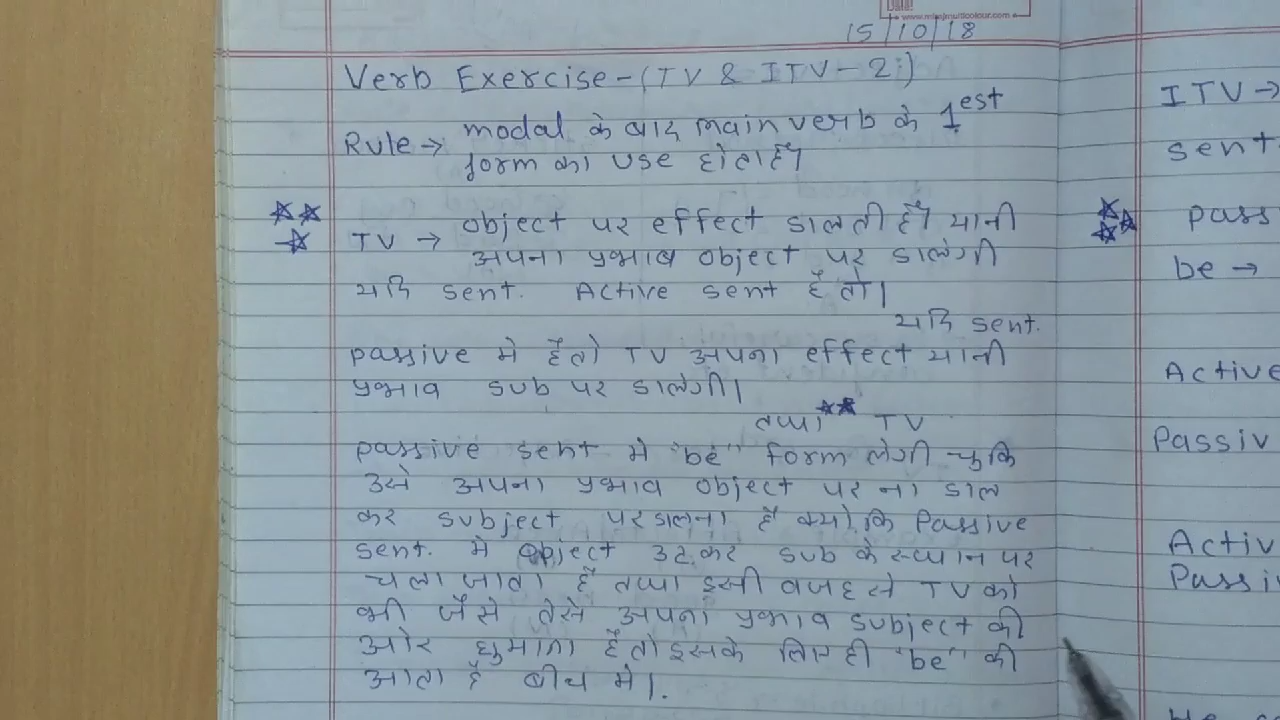 www.missmulticolour.com
15/10/18
Verb Exercise-(TV & ITV-2:)
Rule → modal के बाद main verb के 1est
form का use होता है।
TV → object पर effect डालती है। यानी
अपना प्रभाव object पर डालेगी
यदि sent. Active sent है तो।
यदि sent.
passive मे है तो TV अपना effect यानी
प्रभाव sub पर डालेगी।
तथा TV
passive sent मे "be" form लेगी चुकि
उसे अपना प्रभाव object पर ना डाल
कर subject पर डालना है क्यो कि Passive
sent. मे object उठकर sub के स्थान पर
चला जाता है तथा इसी वजह से TV को
भी जैसे तेसे अपना प्रभाव subject की
ओर घुमाना है तो इसके लिए ही "be" की
आता है बीच मे।.
ITV →
sent.
pass
be →
Active
Passiv
Activ
Passi